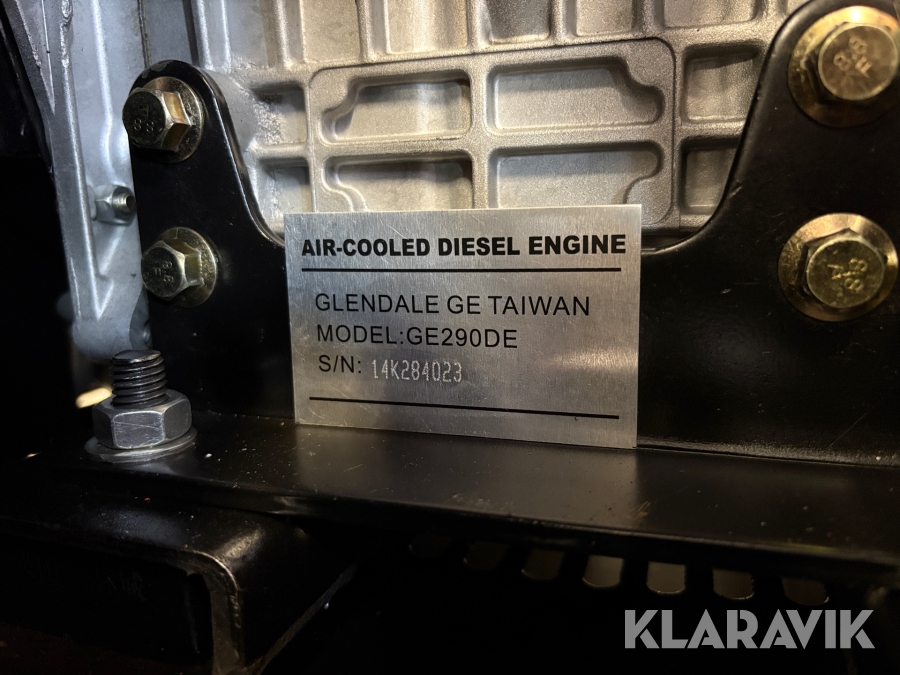 AIR-COOLED DIESEL ENGINE
GLENDALE GE TAIWAN
MODEL:GE290DE
S/N: 14K284023
KLARAVIK